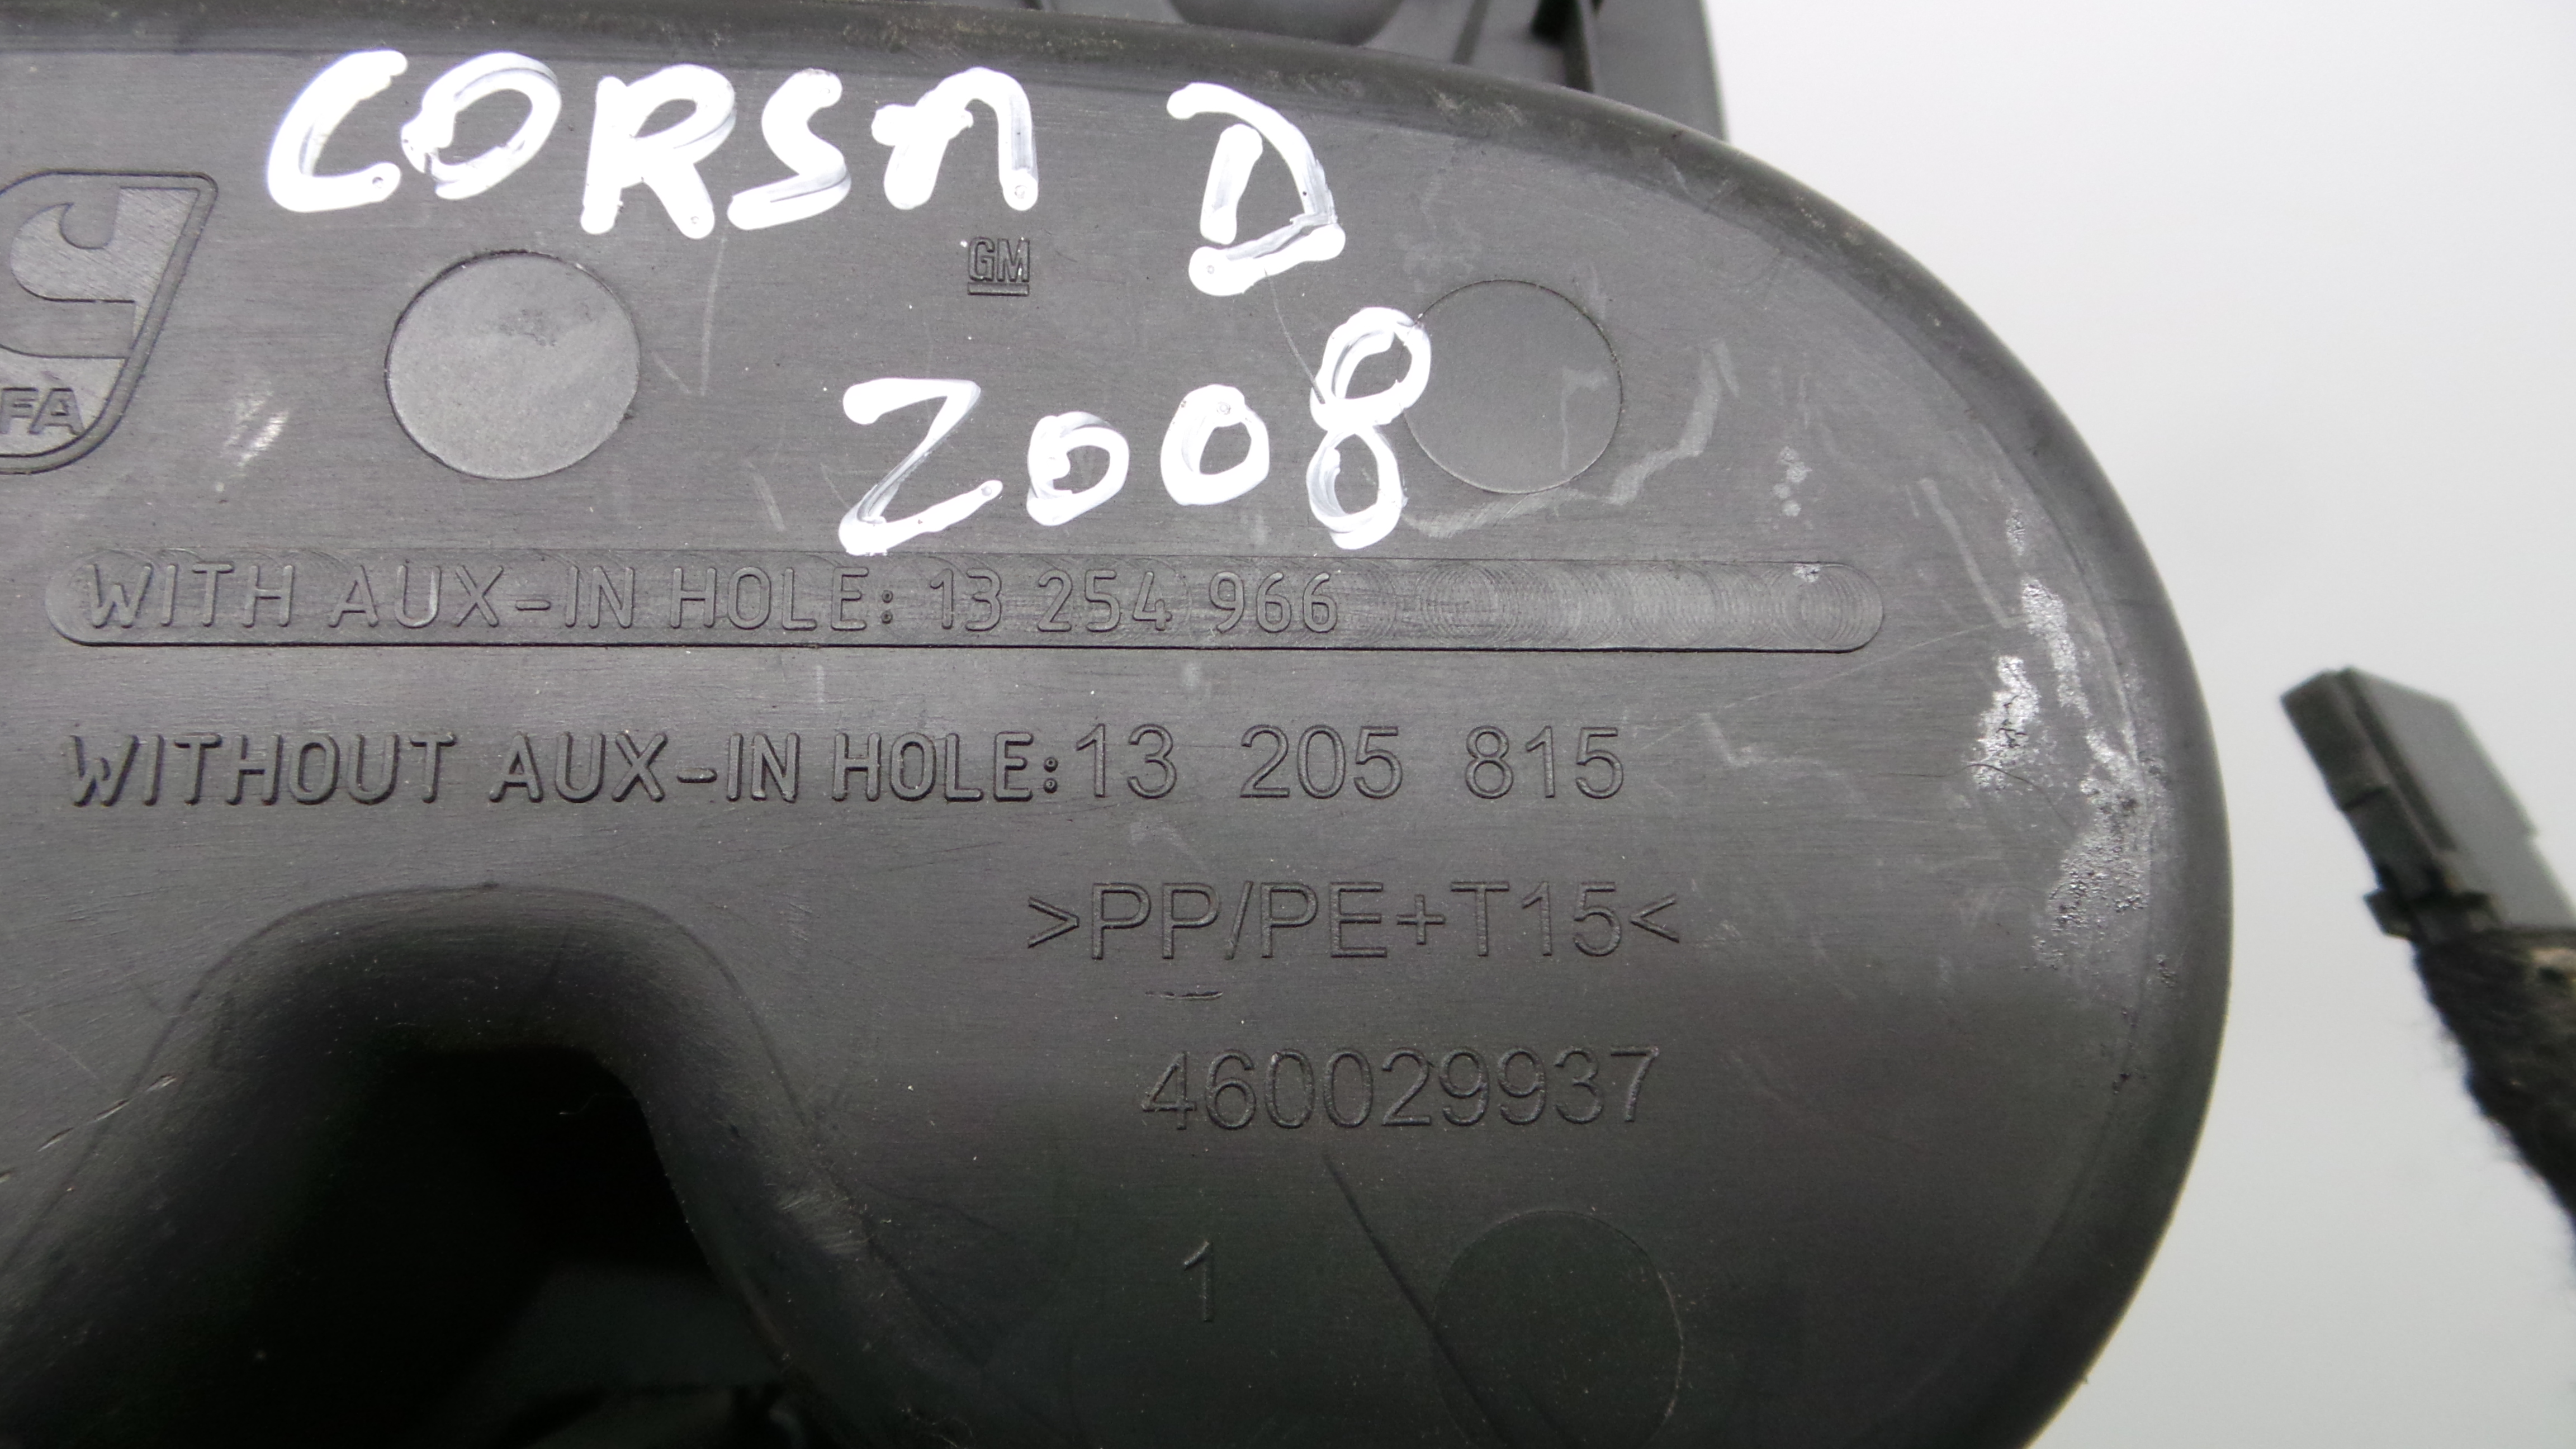 CORSA D
GM
FA
2008
WITH AUX-IN HOLE: 13 254 966
WITHOUT AUX-IN HOLE: 13 205 815
>PP/PE+T15<
460029937
1